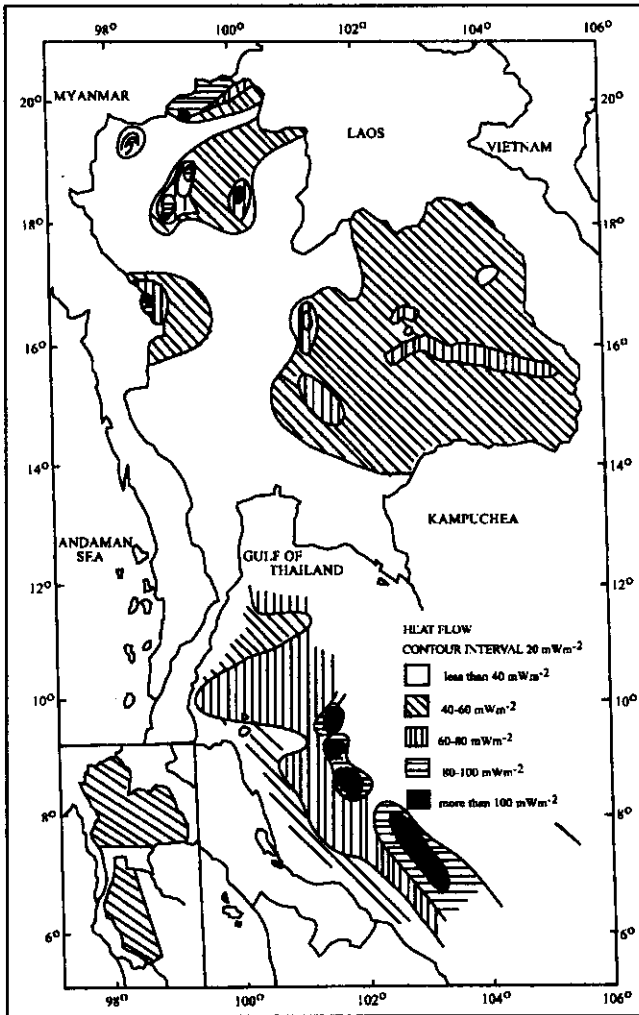 98° 100° 102° 104° 106°
MYANMAR
20° 20°
LAOS
VIETNAM
18° 18°
16° 16°
14° 14°
KAMPUCHEA
ANDAMAN
SEA
GULF OF
THAILAND
12° 12°
HEAT FLOW
CONTOUR INTERVAL 20 mWm-2
less than 40 mWm-2
10° 10°
40-60 mWm-2
60-80 mWm-2
80-100 mWm-2
8° more than 100 mWm-2 8°
6° 6°
98° 100° 102° 104° 106°